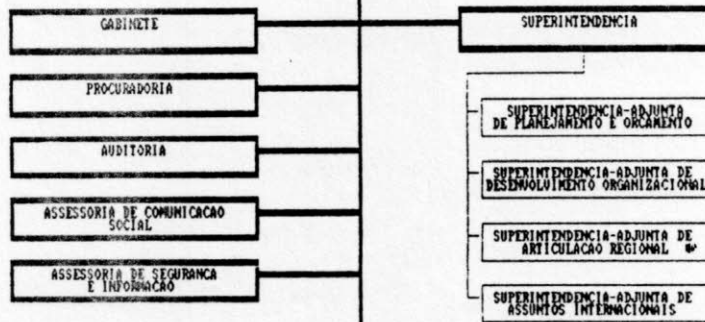 GABINETE
PROCURADORIA
AUDITORIA
ASSESSORIA DE COMUNICACAO
SOCIAL
ASSESSORIA DE SEGURANCA
E INFORMACAO
SUPERINTENDENCIA
SUPERINTENDENCIA-ADJUNTA
DE PLANEJAMENTO E ORCAMENTO
SUPERINTENDENCIA-ADJUNTA DE
DESENVOLVIMENTO ORGANIZACIONAL
SUPERINTENDENCIA-ADJUNTA DE
ARTICULACAO REGIONAL
SUPERINTENDENCIA-ADJUNTA DE
ASSUNTOS INTERNACIONAIS